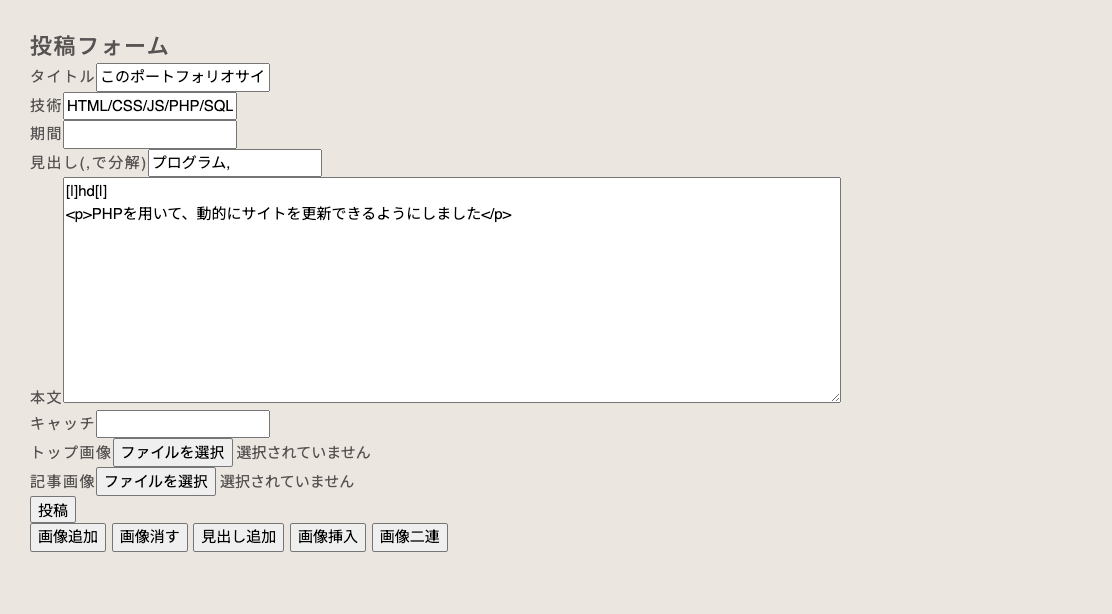 投稿フォーム
タイトル このポートフォリオサイ
技術 HTML/CSS/JS/PHP/SQL
期間
見出し(,で分解) プログラム,
[l]hd[l]
<p>PHPを用いて、動的にサイトを更新できるようにしました</p>
本文
キャッチ
トップ画像 ファイルを選択 選択されていません
記事画像 ファイルを選択 選択されていません
投稿
画像追加 画像消す 見出し追加 画像挿入 画像二連